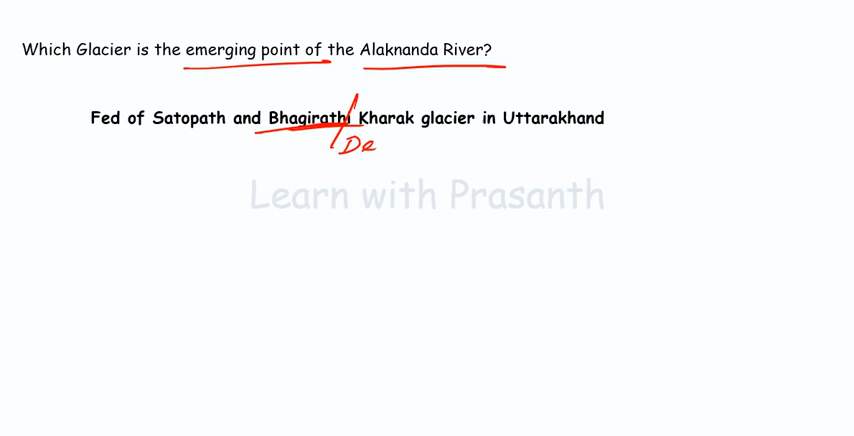 Which Glacier is the emerging point of the Alaknanda River?
Fed of Satopath and Bhagirathi Kharak glacier in Uttarakhand
De
Learn with Prasanth